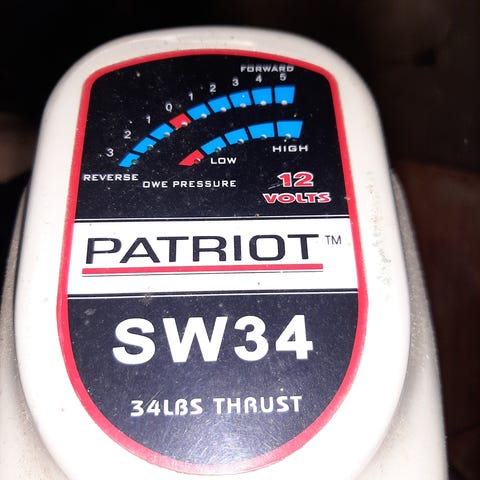 FORWARD
3 2 1 0 1 2 3 4 5
LOW HIGH
REVERSE
OWE PRESSURE
12
VOLTS
PATRIOT™
SW34
34LBS THRUST